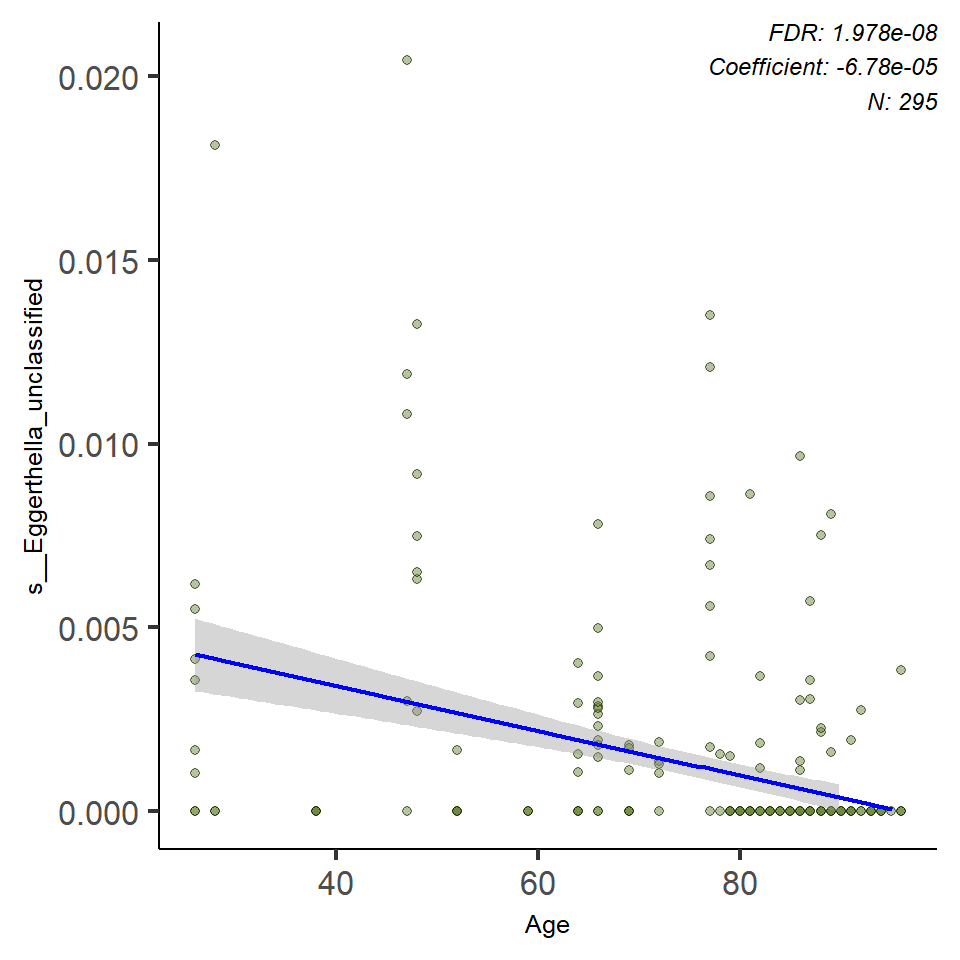 FDR: 1.978e-08
Coefficient: -6.78e-05
N: 295
s__Eggerthella_unclassified
0.020
0.015
0.010
0.005
0.000
40 60 80
Age